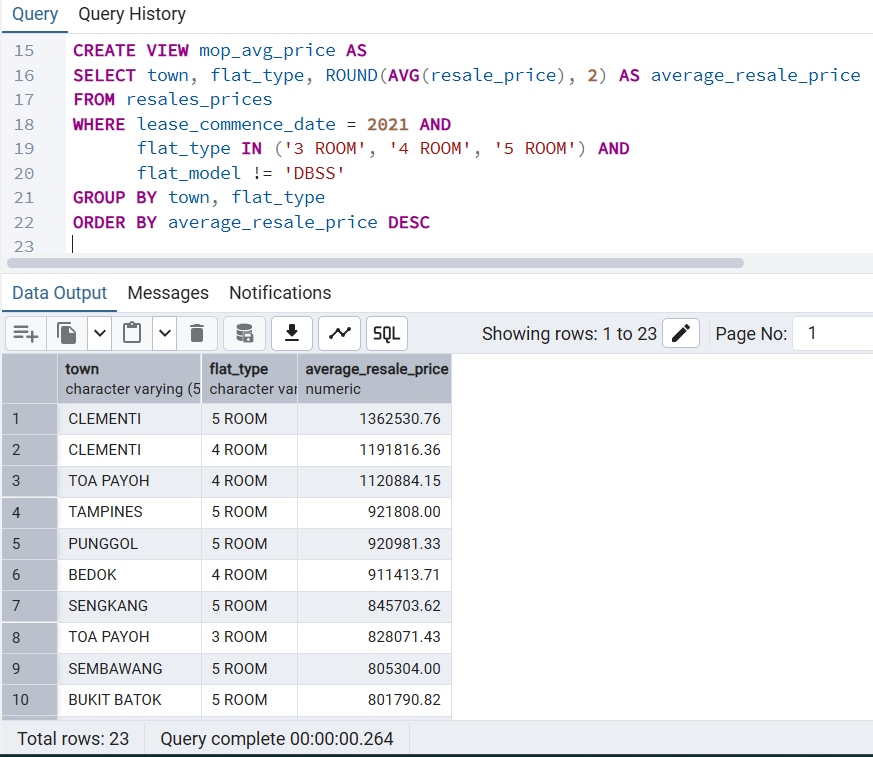 Query Query History
15 CREATE VIEW mop_avg_price AS
16 SELECT town, flat_type, ROUND(AVG(resale_price), 2) AS average_resale_price
17 FROM resales_prices
18 WHERE lease_commence_date = 2021 AND
19 flat_type IN ('3 ROOM', '4 ROOM', '5 ROOM') AND
20 flat_model != 'DBSS'
21 GROUP BY town, flat_type
22 ORDER BY average_resale_price DESC
23
Data Output Messages Notifications
SQL Showing rows: 1 to 23 Page No: 1
town flat_type average_resale_price
character varying (5 character var numeric
1 CLEMENTI 5 ROOM 1362530.76
2 CLEMENTI 4 ROOM 1191816.36
3 TOA PAYOH 4 ROOM 1120884.15
4 TAMPINES 5 ROOM 921808.00
5 PUNGGOL 5 ROOM 920981.33
6 BEDOK 4 ROOM 911413.71
7 SENGKANG 5 ROOM 845703.62
8 TOA PAYOH 3 ROOM 828071.43
9 SEMBAWANG 5 ROOM 805304.00
10 BUKIT BATOK 5 ROOM 801790.82
Total rows: 23 Query complete 00:00:00.264